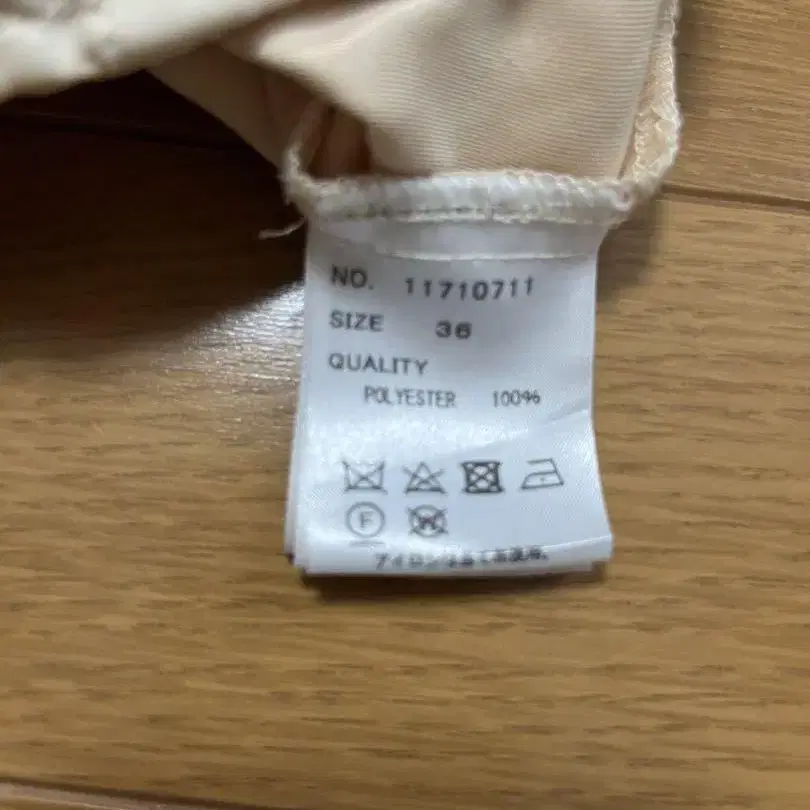 NO. 11710711
SIZE 36
QUALITY
POLYESTER 100%
F
W